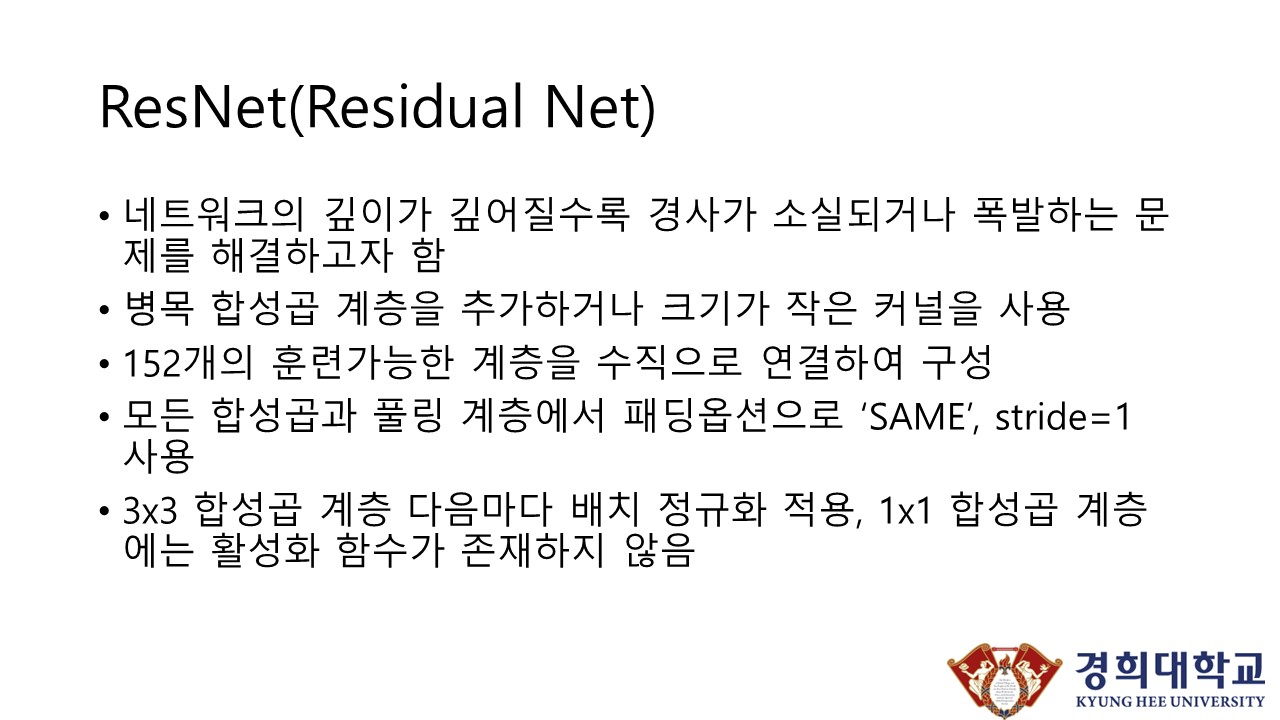 ResNet(Residual Net)
• 네트워크의 깊이가 깊어질수록 경사가 소실되거나 폭발하는 문
제를 해결하고자 함
• 병목 합성곱 계층을 추가하거나 크기가 작은 커널을 사용
• 152개의 훈련가능한 계층을 수직으로 연결하여 구성
• 모든 합성곱과 풀링 계층에서 패딩옵션으로 ‘SAME’, stride=1
사용
• 3x3 합성곱 계층 다음마다 배치 정규화 적용, 1x1 합성곱 계층
에는 활성화 함수가 존재하지 않음
경희대학교
KYUNG HEE UNIVERSITY